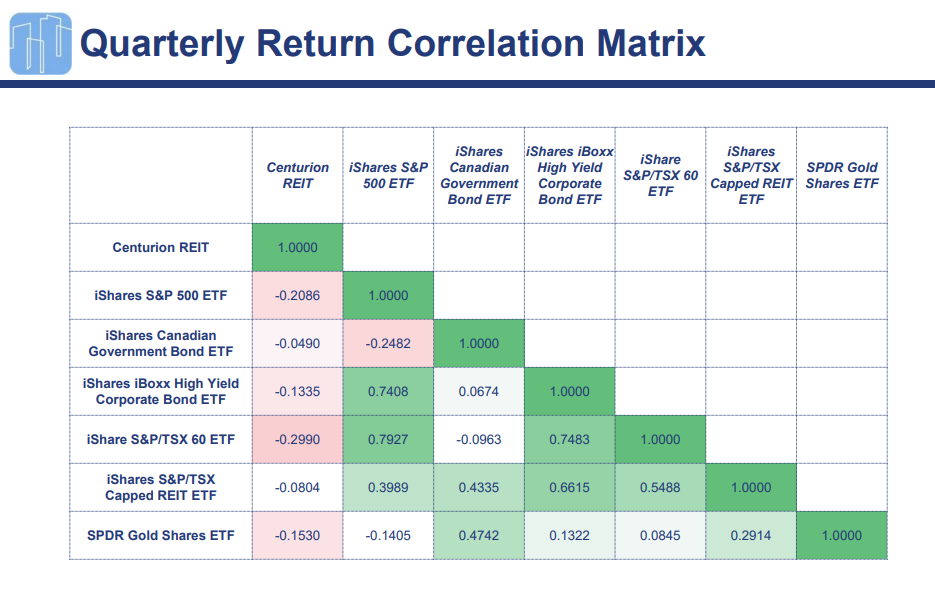 Quarterly Return Correlation Matrix
Centurion REIT
iShares S&P 500 ETF
iShares Canadian Government Bond ETF
iShares iBoxx High Yield Corporate Bond ETF
iShare S&P/TSX 60 ETF
iShares S&P/TSX Capped REIT ETF
SPDR Gold Shares ETF
Centurion REIT 1.0000
iShares S&P 500 ETF -0.2086 1.0000
iShares Canadian Government Bond ETF -0.0490 -0.2482 1.0000
iShares iBoxx High Yield Corporate Bond ETF -0.1335 0.7408 0.0674 1.0000
iShare S&P/TSX 60 ETF -0.2990 0.7927 -0.0963 0.7483 1.0000
iShares S&P/TSX Capped REIT ETF -0.0804 0.3989 0.4335 0.6615 0.5488 1.0000
SPDR Gold Shares ETF -0.1530 -0.1405 0.4742 0.1322 0.0845 0.2914 1.0000